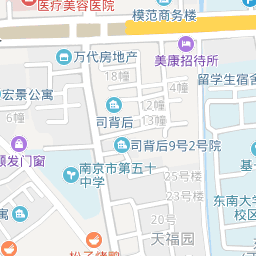 医疗美容医院
模范商务楼
万代房地产
美康招待所
18幢
留学生宿舍
14幢
宏景公寓
12幢
6幢
13幢
司背后
司背后9号2号院
顺发门窗
南京市第五十
中学
25号楼
23号楼
东南大学
校区
20号楼
天福园